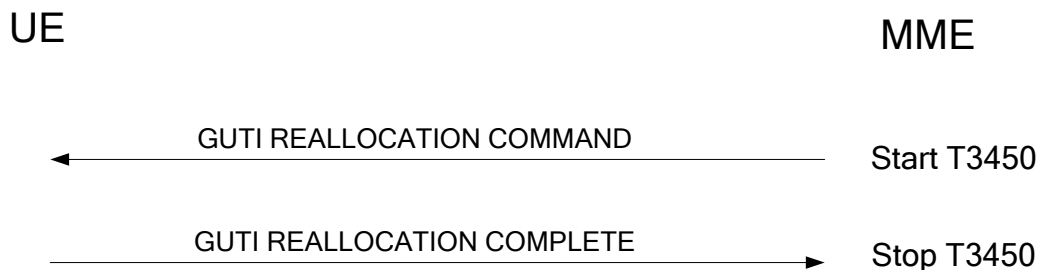 UE
MME
GUTI REALLOCATION COMMAND
Start T3450
GUTI REALLOCATION COMPLETE
Stop T3450